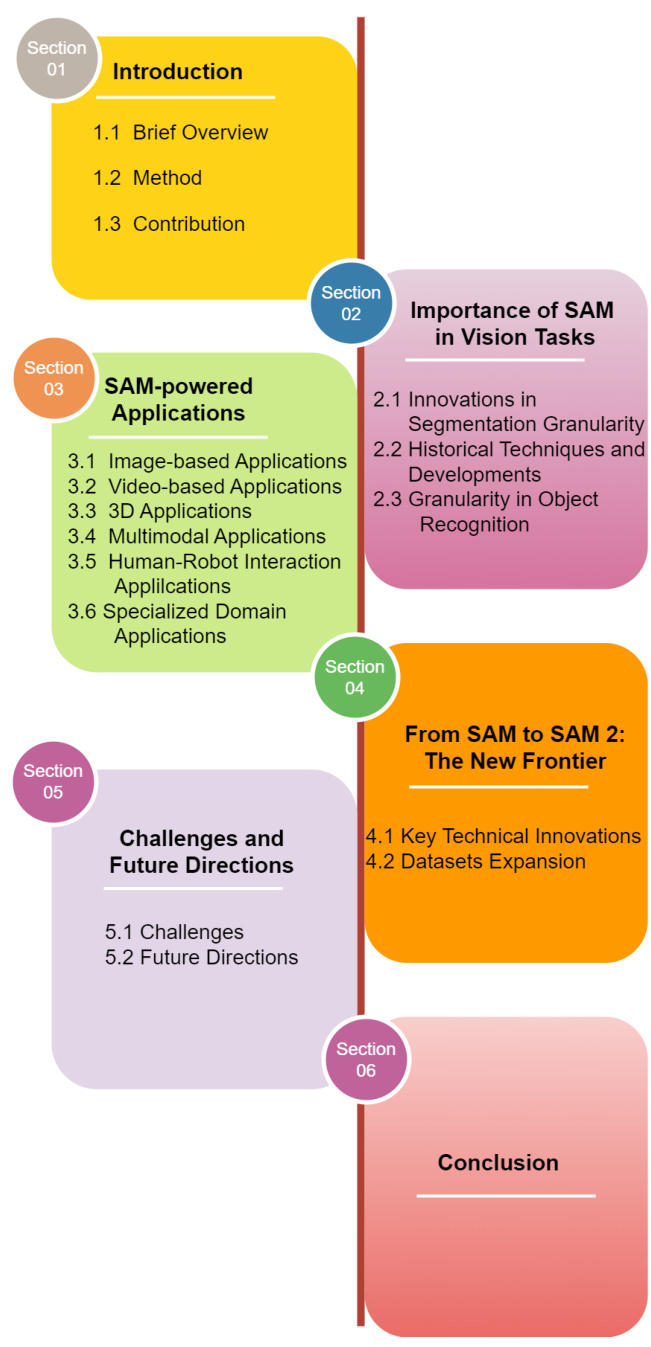 Section
01
Introduction
1.1 Brief Overview
1.2 Method
1.3 Contribution
Section
02
Importance of SAM
in Vision Tasks
2.1 Innovations in
Segmentation Granularity
2.2 Historical Techniques and
Developments
2.3 Granularity in Object
Recognition
Section
03
SAM-powered
Applications
3.1 Image-based Applications
3.2 Video-based Applications
3.3 3D Applications
3.4 Multimodal Applications
3.5 Human-Robot Interaction
Applilcations
3.6 Specialized Domain
Applications
Section
04
From SAM to SAM 2:
The New Frontier
4.1 Key Technical Innovations
4.2 Datasets Expansion
Section
05
Challenges and
Future Directions
5.1 Challenges
5.2 Future Directions
Section
06
Conclusion